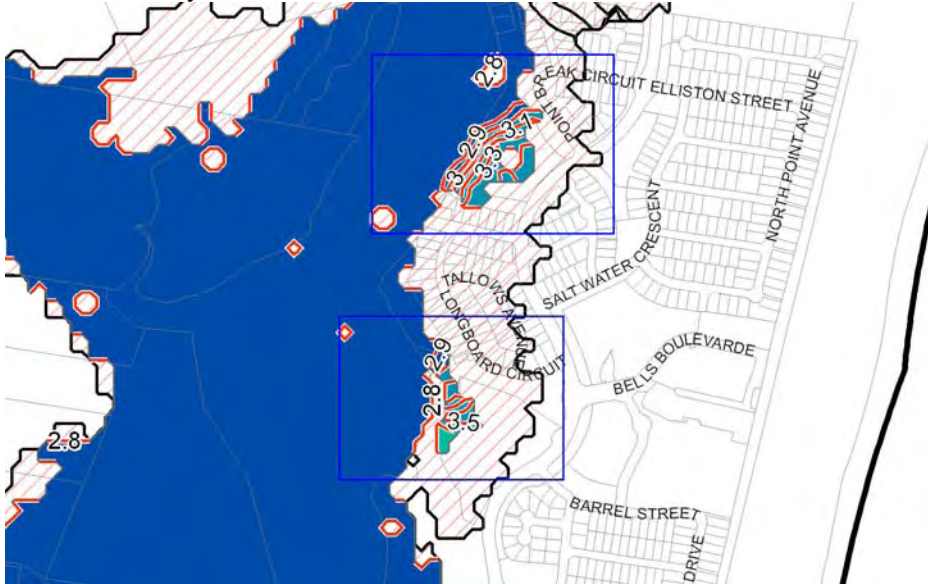 2.8
POINT BREAK CIRCUIT
ELLISTON STREET
NORTH POINT AVENUE
2.9
3.1
3.3
3
SALT WATER CRESCENT
TALLOWS AVENUE
LONGBOARD CIRCUIT
BELLS BOULEVARDE
2.9
2.8
3.5
2.8
BARREL STREET
DRIVE